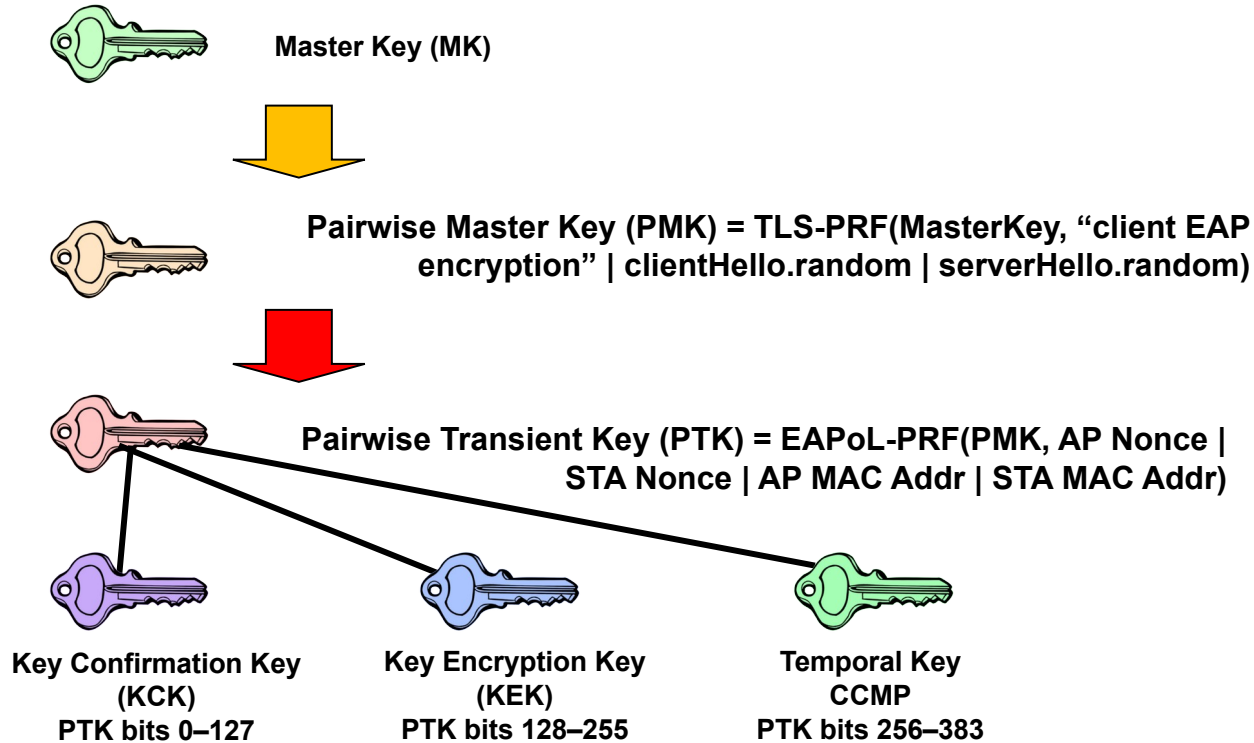 Master Key (MK)
Pairwise Master Key (PMK) = TLS-PRF(MasterKey, “client EAP
encryption” | clientHello.random | serverHello.random)
Pairwise Transient Key (PTK) = EAPoL-PRF(PMK, AP Nonce |
STA Nonce | AP MAC Addr | STA MAC Addr)
Key Confirmation Key
(KCK)
PTK bits 0–127
Key Encryption Key
(KEK)
PTK bits 128–255
Temporal Key
CCMP
PTK bits 256–383